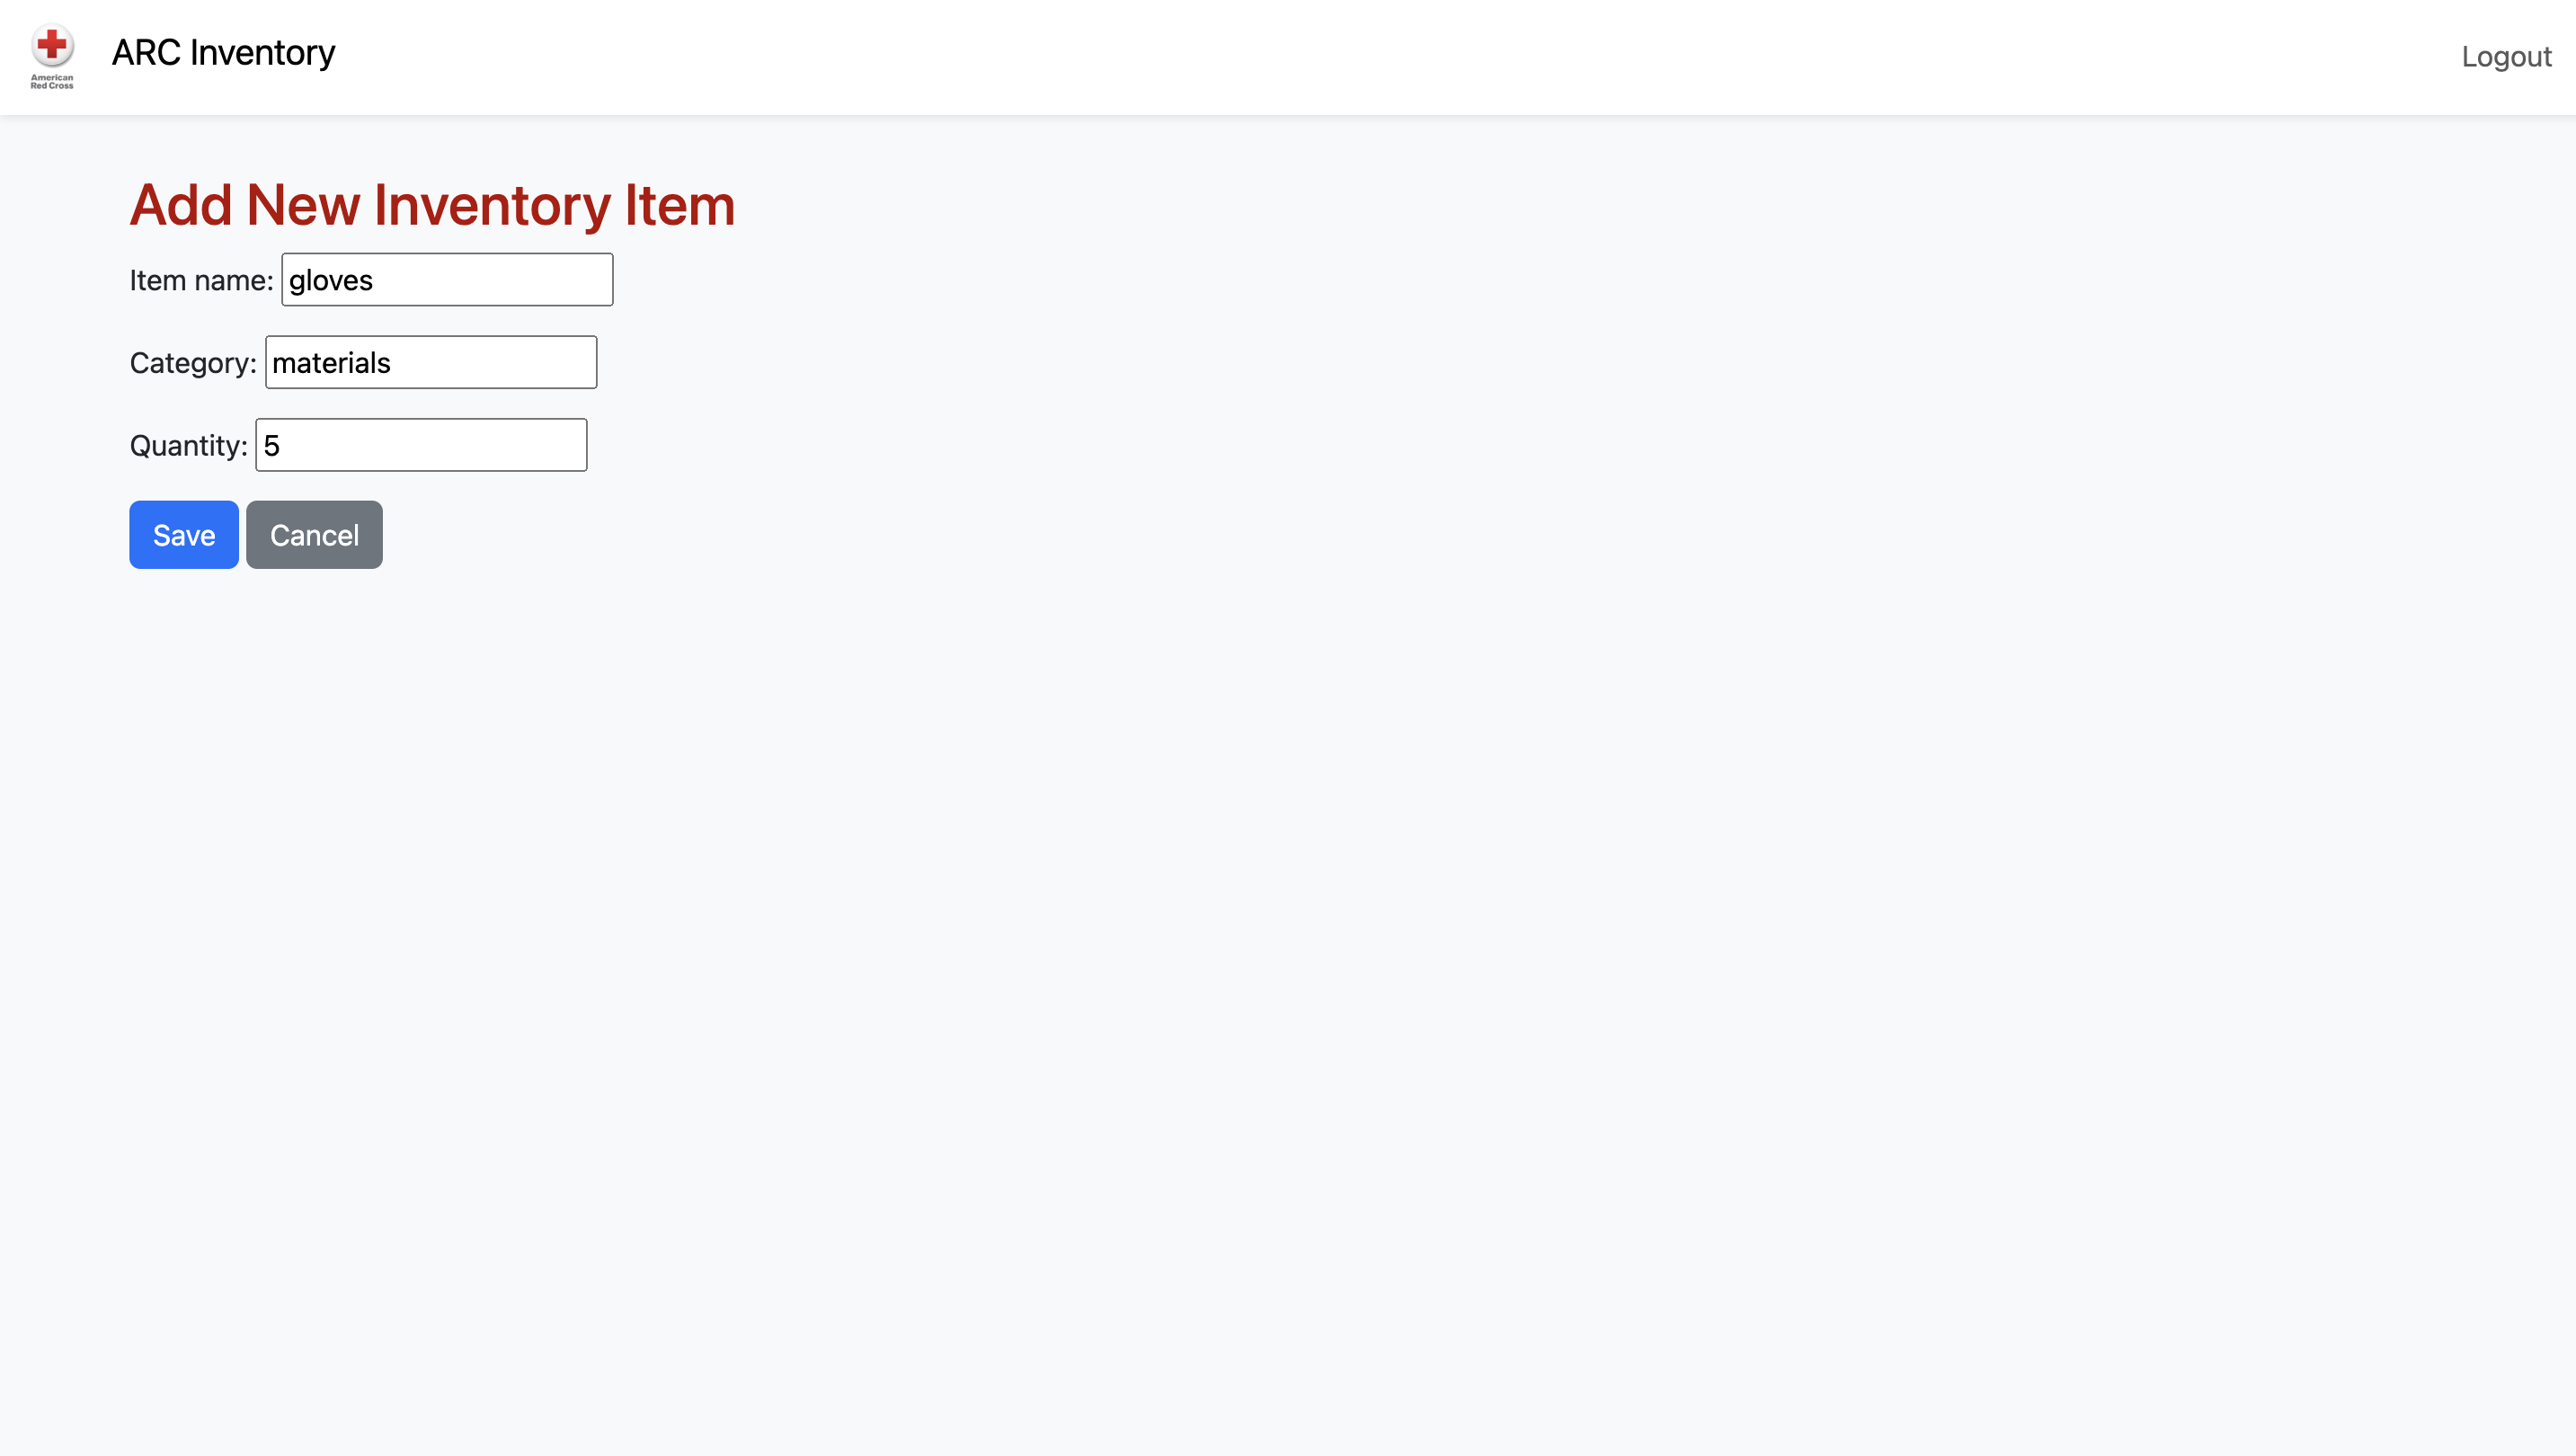 American
Red Cross
ARC Inventory
Logout
Add New Inventory Item
Item name: gloves
Category: materials
Quantity: 5
Save Cancel